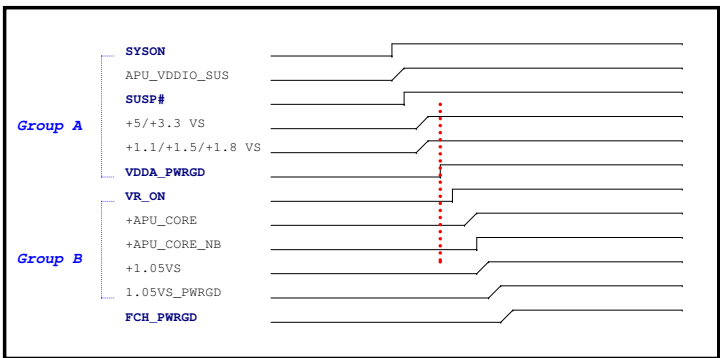 SYSON
APU_VDDIO_SUS
SUSP#
Group A
+5/+3.3 VS
+1.1/+1.5/+1.8 VS
VDDA_PWRGD
VR_ON
+APU_CORE
+APU_CORE_NB
Group B
+1.05VS
1.05VS_PWRGD
FCH_PWRGD